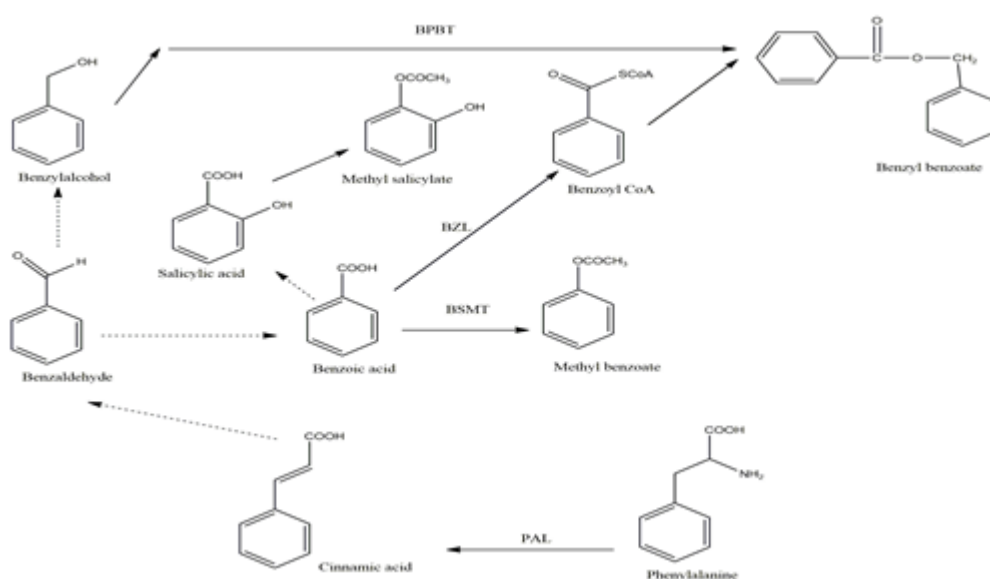 BPBT
OH
O
C
O
CH2
Benzylalcohol
OCOCH3
OH
Methyl salicylate
O
SCoA
Benzoyl CoA
Benzyl benzoate
COOH
OH
Salicylic acid
BZL
O
H
Benzaldehyde
COOH
Benzoic acid
BSMT
OCOCH3
Methyl benzoate
COOH
Cinnamic acid
PAL
COOH
NH2
Phenylalanine